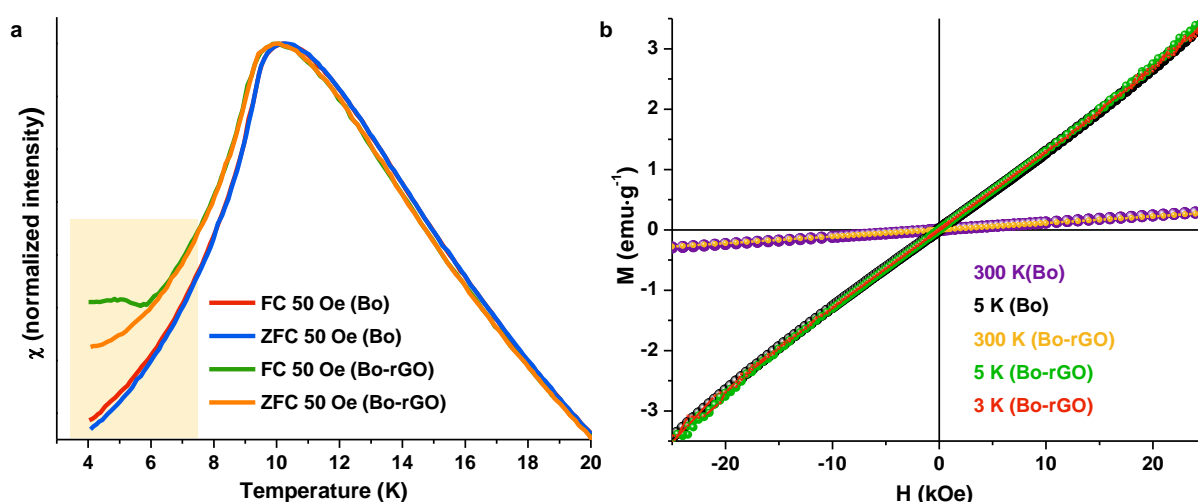 a
χ (normalized intensity)
FC 50 Oe (Bo)
ZFC 50 Oe (Bo)
FC 50 Oe (Bo-rGO)
ZFC 50 Oe (Bo-rGO)
4 6 8 10 12 14 16 18 20
Temperature (K)
b
M (emu·g⁻¹)
3
2
1
0
-1
-2
-3
300 K(Bo)
5 K (Bo)
300 K (Bo-rGO)
5 K (Bo-rGO)
3 K (Bo-rGO)
-20 -10 0 10 20
H (kOe)